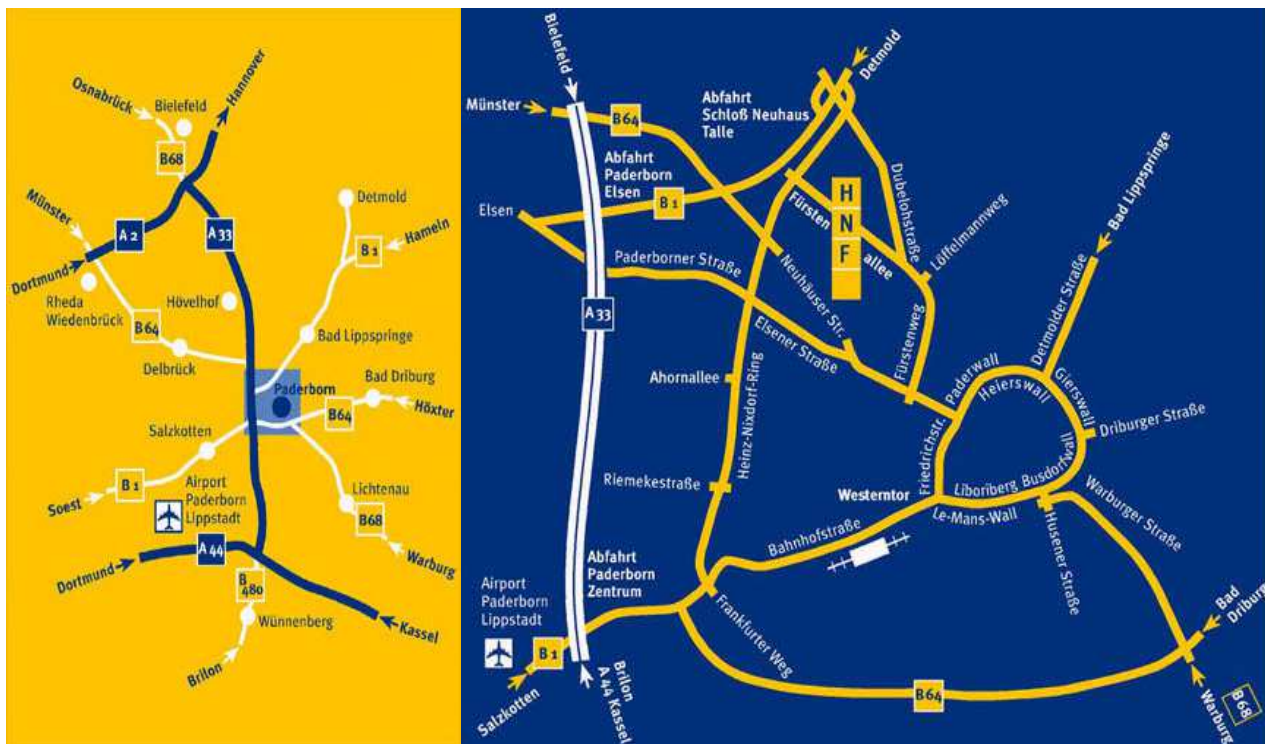 Osnabrück
Bielefeld
Hannover
B68
Münster
Detmold
A 2
A 33
B 1
Hameln
Dortmund
Rheda
Wiedenbrück
Hövelhof
B 64
Bad Lippspringe
Delbrück
Paderborn
Bad Driburg
B64
Höxter
Salzkotten
B 1
Soest
Airport
Paderborn
Lippstadt
Lichtenau
B68
Warburg
A 44
Dortmund
B
480
Wünnenberg
Kassel
Brilon
Bielefeld
Münster
B 64
Abfahrt
Schloß Neuhaus
Talle
Detmold
Abfahrt
Paderborn
Elsen
B 1
Elsen
Fürsten
allee
H
N
F
Dubelohstraße
Löffelmannweg
Bad Lippspringe
Paderborner Straße
Neuhäuser Str.
A 33
Elsener Straße
Fürstenweg
Detmolder Straße
Ahornallee
Heinz-Nixdorf-Ring
Paderwall
Heierswall
Gierswall
Driburger Straße
Friedrichstr.
Riemekestraße
Westerntor
Liboriberg
Busdorfwall
Le-Mans-Wall
Warburger Straße
Husener Straße
Bahnhofstraße
Abfahrt
Paderborn
Zentrum
Airport
Paderborn
Lippstadt
B 1
Salzkotten
Brilon
A 44 Kassel
Frankfurter Weg
B 64
Bad
Driburg
Warburg
B68